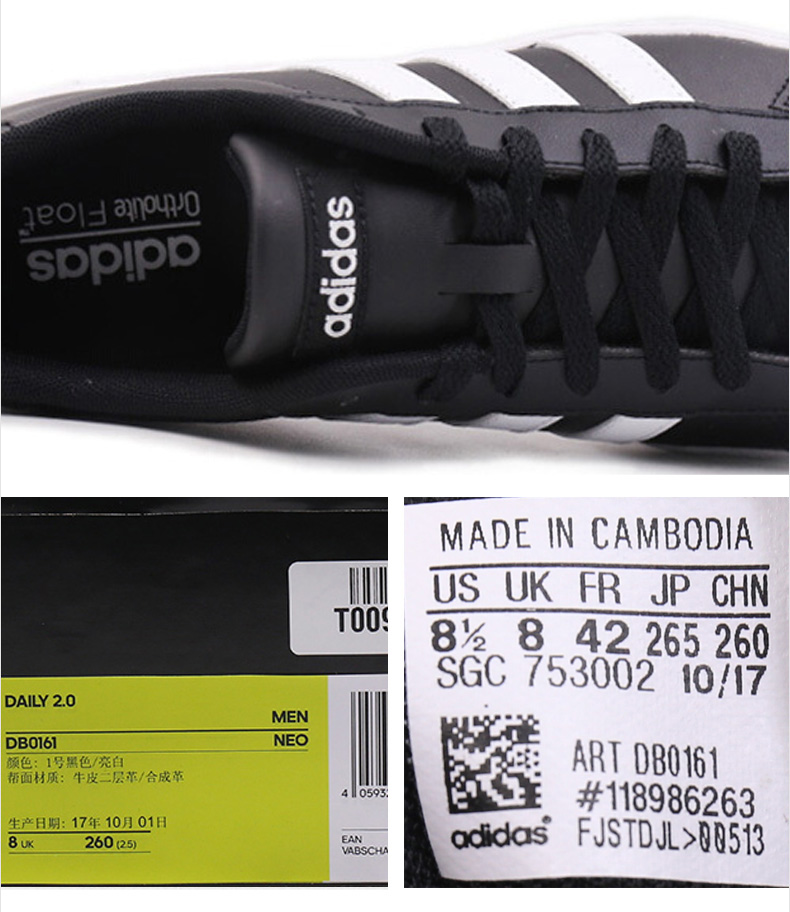 Ortholite Float
adidas
adidas
T009
DAILY 2.0
MEN
DB0161
NEO
颜色: 1号黑色/亮白
帮面材质: 牛皮二层革/合成革
生产日期: 17年 10月 01日
8 UK 260 (2.5)
4 05932
EAN
VABSCHA
MADE IN CAMBODIA
US UK FR JP CHN
8½ 8 42 265 260
SGC 753002 10/17
ART DB0161
#118986263
adidas®
FJSTDJL>00513